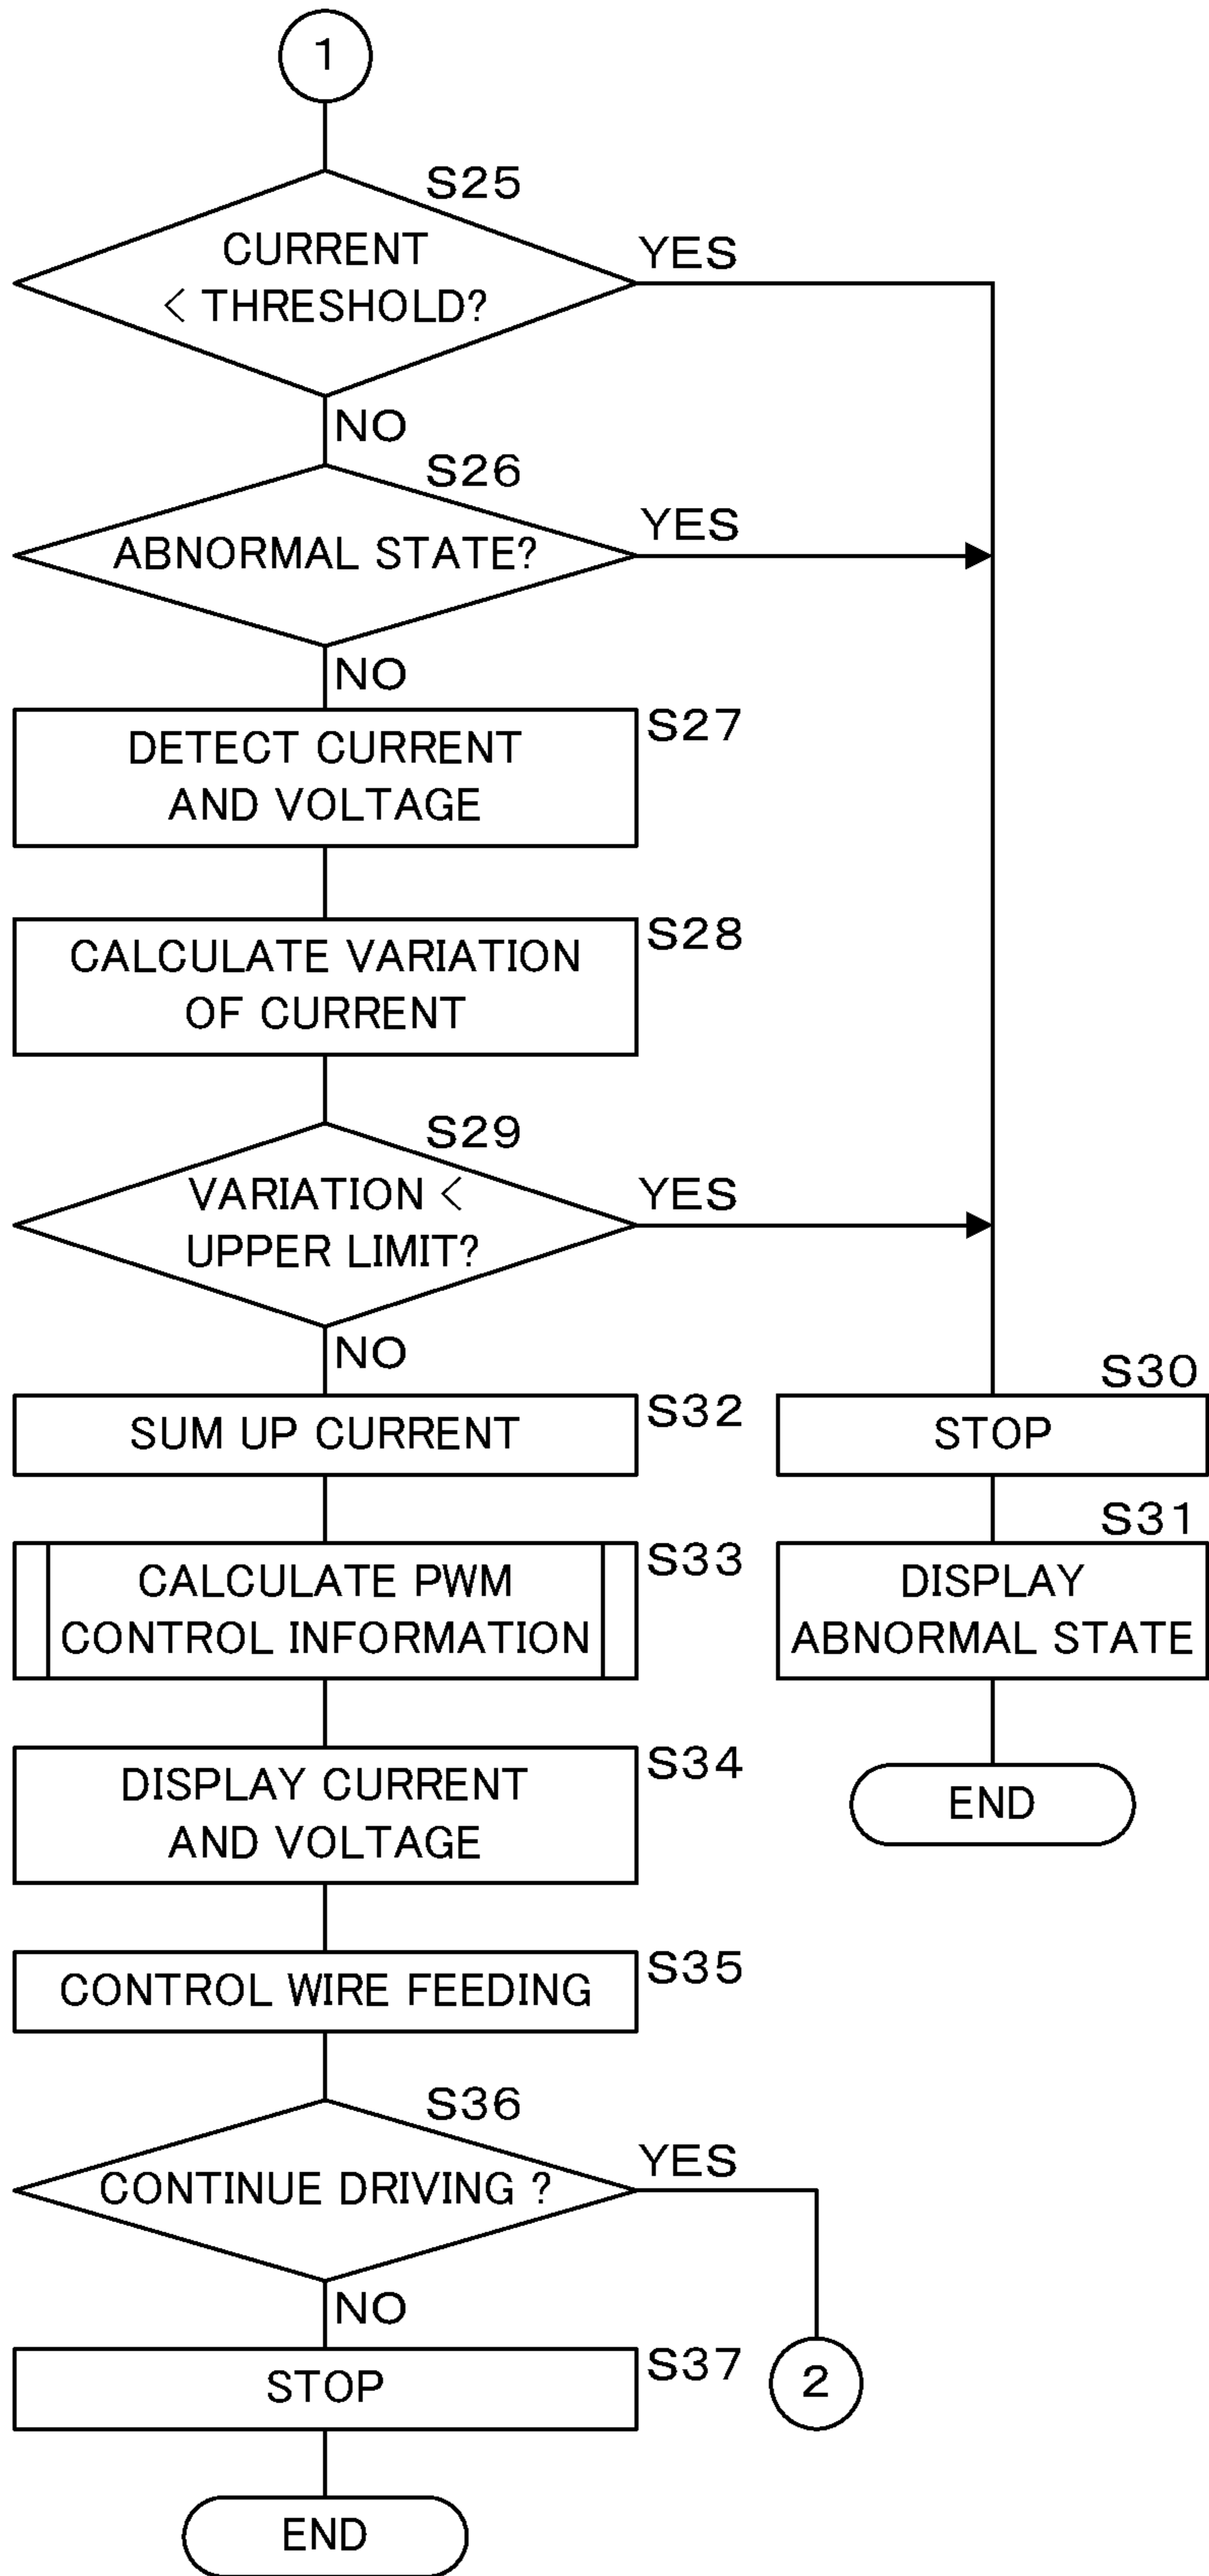 1
S25
CURRENT
< THRESHOLD?
YES
NO
S26
ABNORMAL STATE?
YES
NO
S27
DETECT CURRENT
AND VOLTAGE
S28
CALCULATE VARIATION
OF CURRENT
S29
VARIATION <
UPPER LIMIT?
YES
NO
S30
STOP
S31
DISPLAY
ABNORMAL STATE
END
S32
SUM UP CURRENT
S33
CALCULATE PWM
CONTROL INFORMATION
S34
DISPLAY CURRENT
AND VOLTAGE
S35
CONTROL WIRE FEEDING
S36
CONTINUE DRIVING ?
YES
2
NO
S37
STOP
END